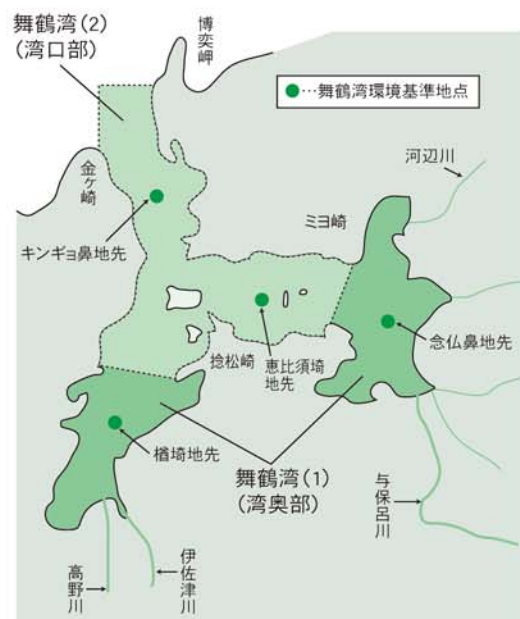 舞鶴湾(2)
(湾口部)
博奕岬
●…舞鶴湾環境基準地点
河辺川
金ヶ崎
ミヨ崎
キンギョ鼻地先
念仏鼻地先
捻松崎
恵比須埼
地先
楢埼地先
舞鶴湾(1)
(湾奥部)
与保呂川
高野川
伊佐津川